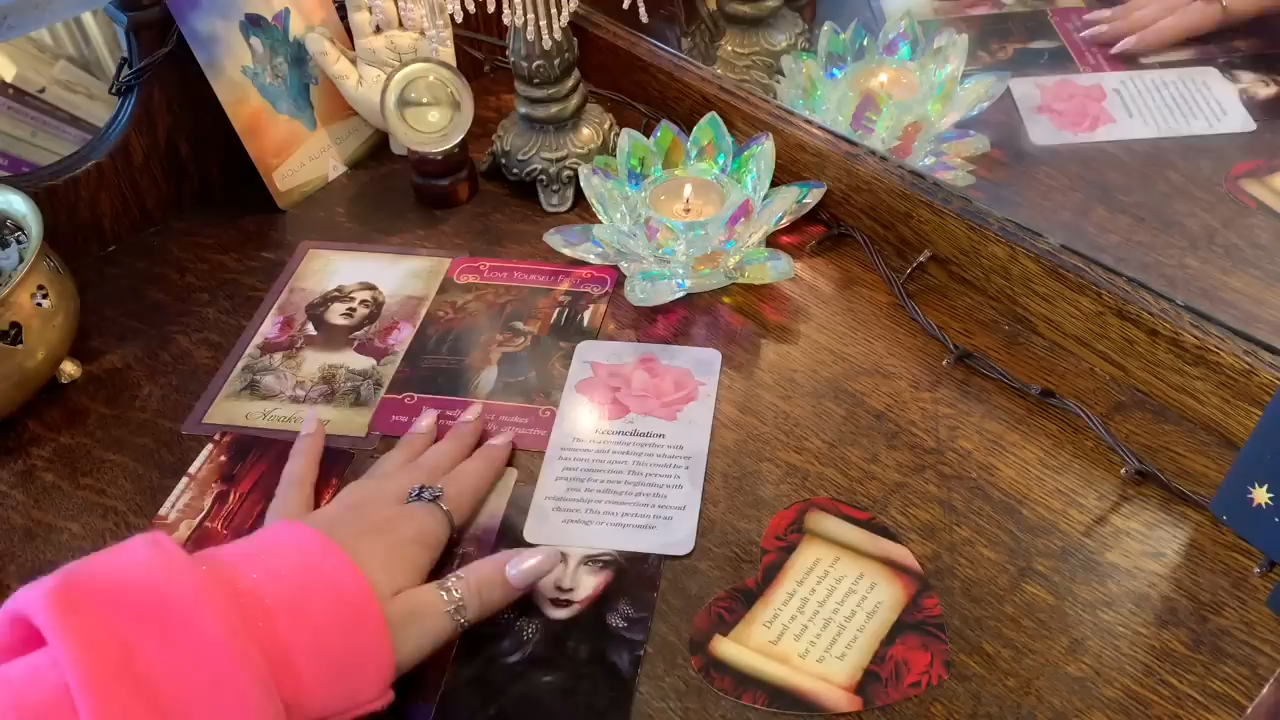 AQUA AURA QUAR
LOVE YOURSELF FIRST
Your self makes
you attractive
Reconciliation
This is a coming together with
someone and working on whatever
has torn you apart. This could be a
past connection. This person is
praying for a new beginning with
you. Be willing to give this
relationship or connection a second
chance. This may pertain to an
apology or compromise
Don't make decisions
based on guilt or what you
think you should do,
for it is only in being true
to yourself that you can
be true to others.